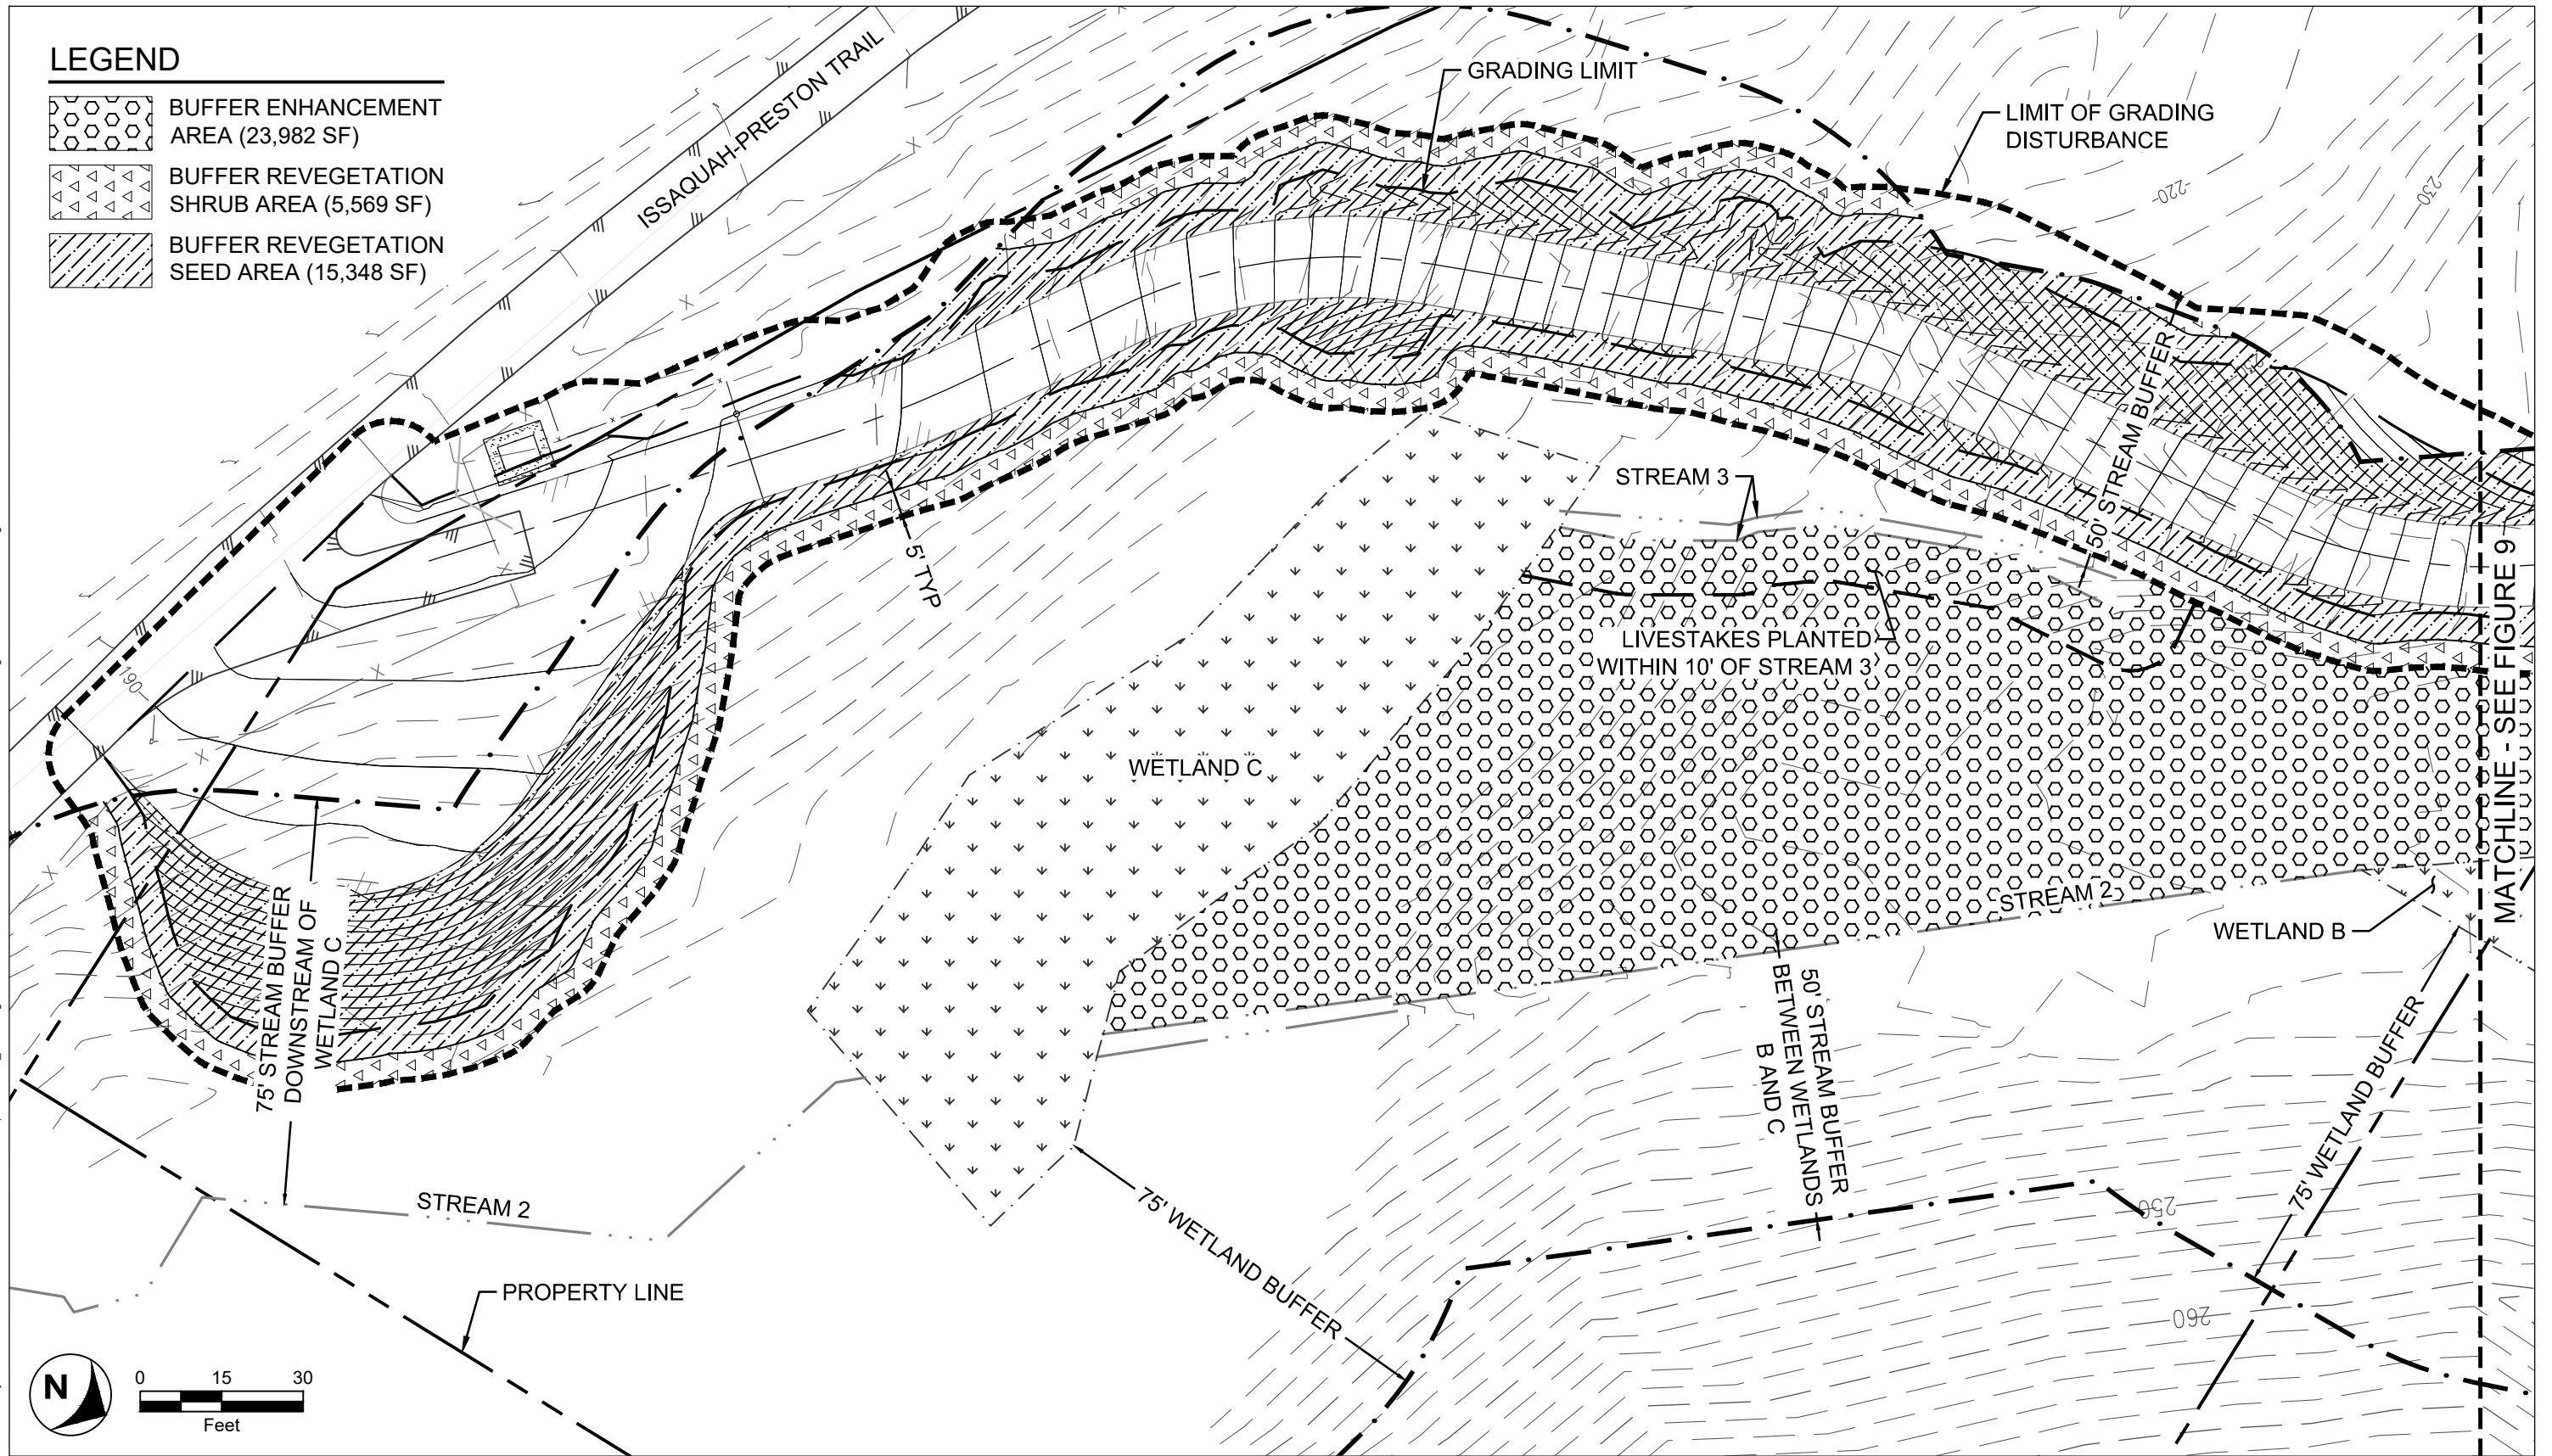 LEGEND
BUFFER ENHANCEMENT
AREA (23,982 SF)
BUFFER REVEGETATION
SHRUB AREA (5,569 SF)
BUFFER REVEGETATION
SEED AREA (15,348 SF)
ISSAQUAH-PRESTON TRAIL
GRADING LIMIT
LIMIT OF GRADING
DISTURBANCE
220
230
50' STREAM BUFFER
STREAM 3
5' TYP
LIVESTAKES PLANTED
WITHIN 10' OF STREAM 3
MATCHLINE - SEE FIGURE 9
190
WETLAND C
STREAM 2
WETLAND B
75' STREAM BUFFER
DOWNSTREAM OF
WETLAND C
50' STREAM BUFFER
BETWEEN WETLANDS
B AND C
75' WETLAND BUFFER
75' WETLAND BUFFER
STREAM 2
250
260
PROPERTY LINE
N
0 15 30
Feet